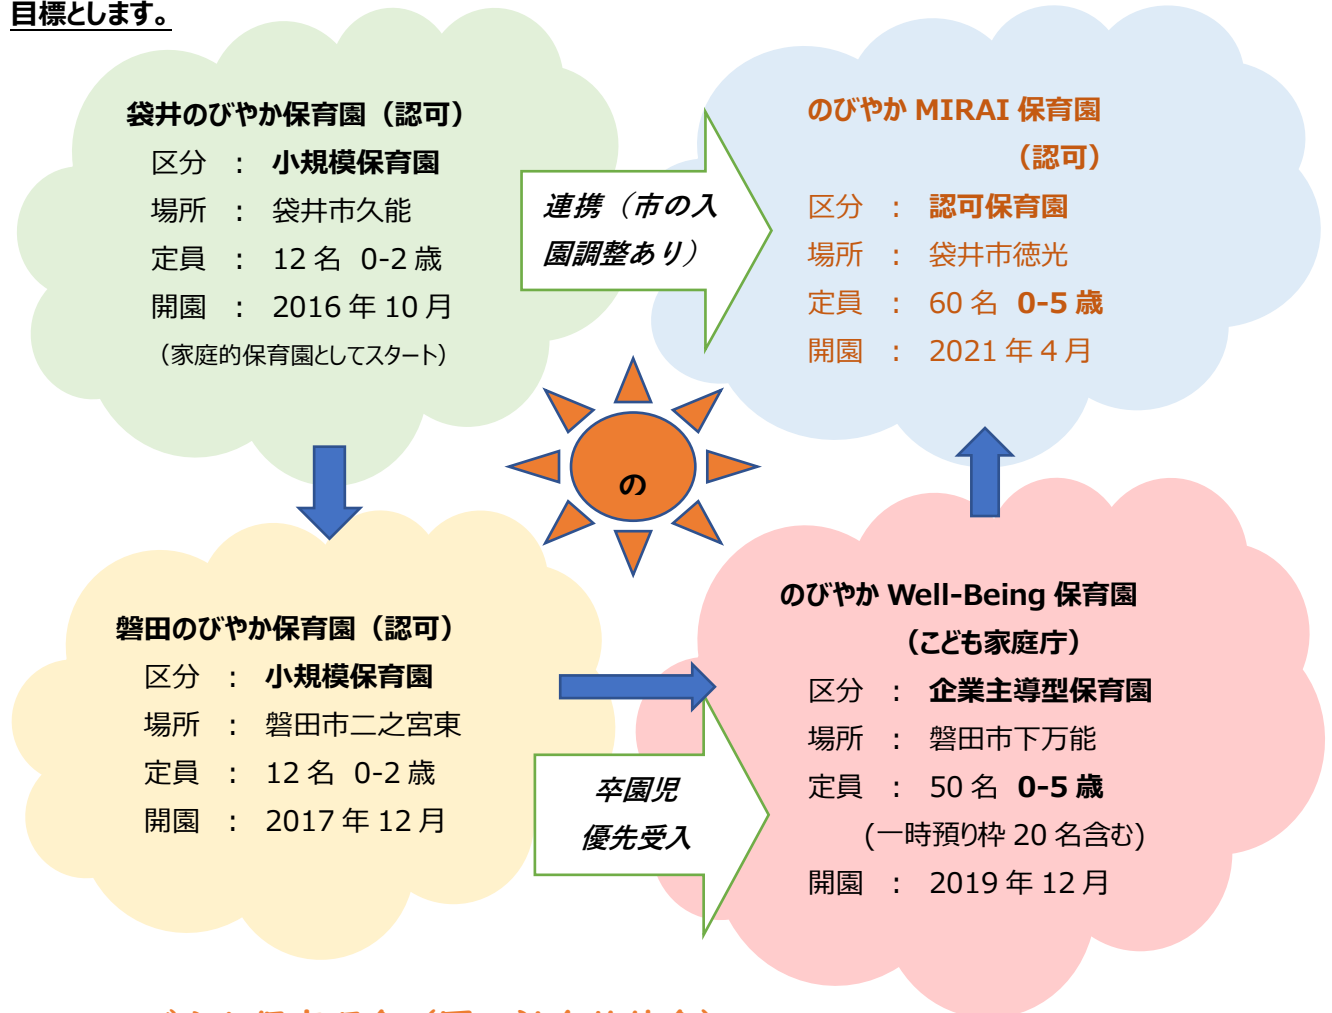 目標とします。
袋井のびやか保育園（認可）
区分 ： 小規模保育園
場所 ： 袋井市久能
定員 ： 12名 0-2歳
開園 ： 2016年10月
（家庭的保育園としてスタート）
連携（市の入
園調整あり）
のびやか MIRAI 保育園
（認可）
区分 ： 認可保育園
場所 ： 袋井市徳光
定員 ： 60名 0-5歳
開園 ： 2021年4月
の
磐田のびやか保育園（認可）
区分 ： 小規模保育園
場所 ： 磐田市二之宮東
定員 ： 12名 0-2歳
開園 ： 2017年12月
卒園児
優先受入
のびやか Well-Being 保育園
（こども家庭庁）
区分 ： 企業主導型保育園
場所 ： 磐田市下万能
定員 ： 50名 0-5歳
(一時預り枠 20名含む)
開園 ： 2019年12月